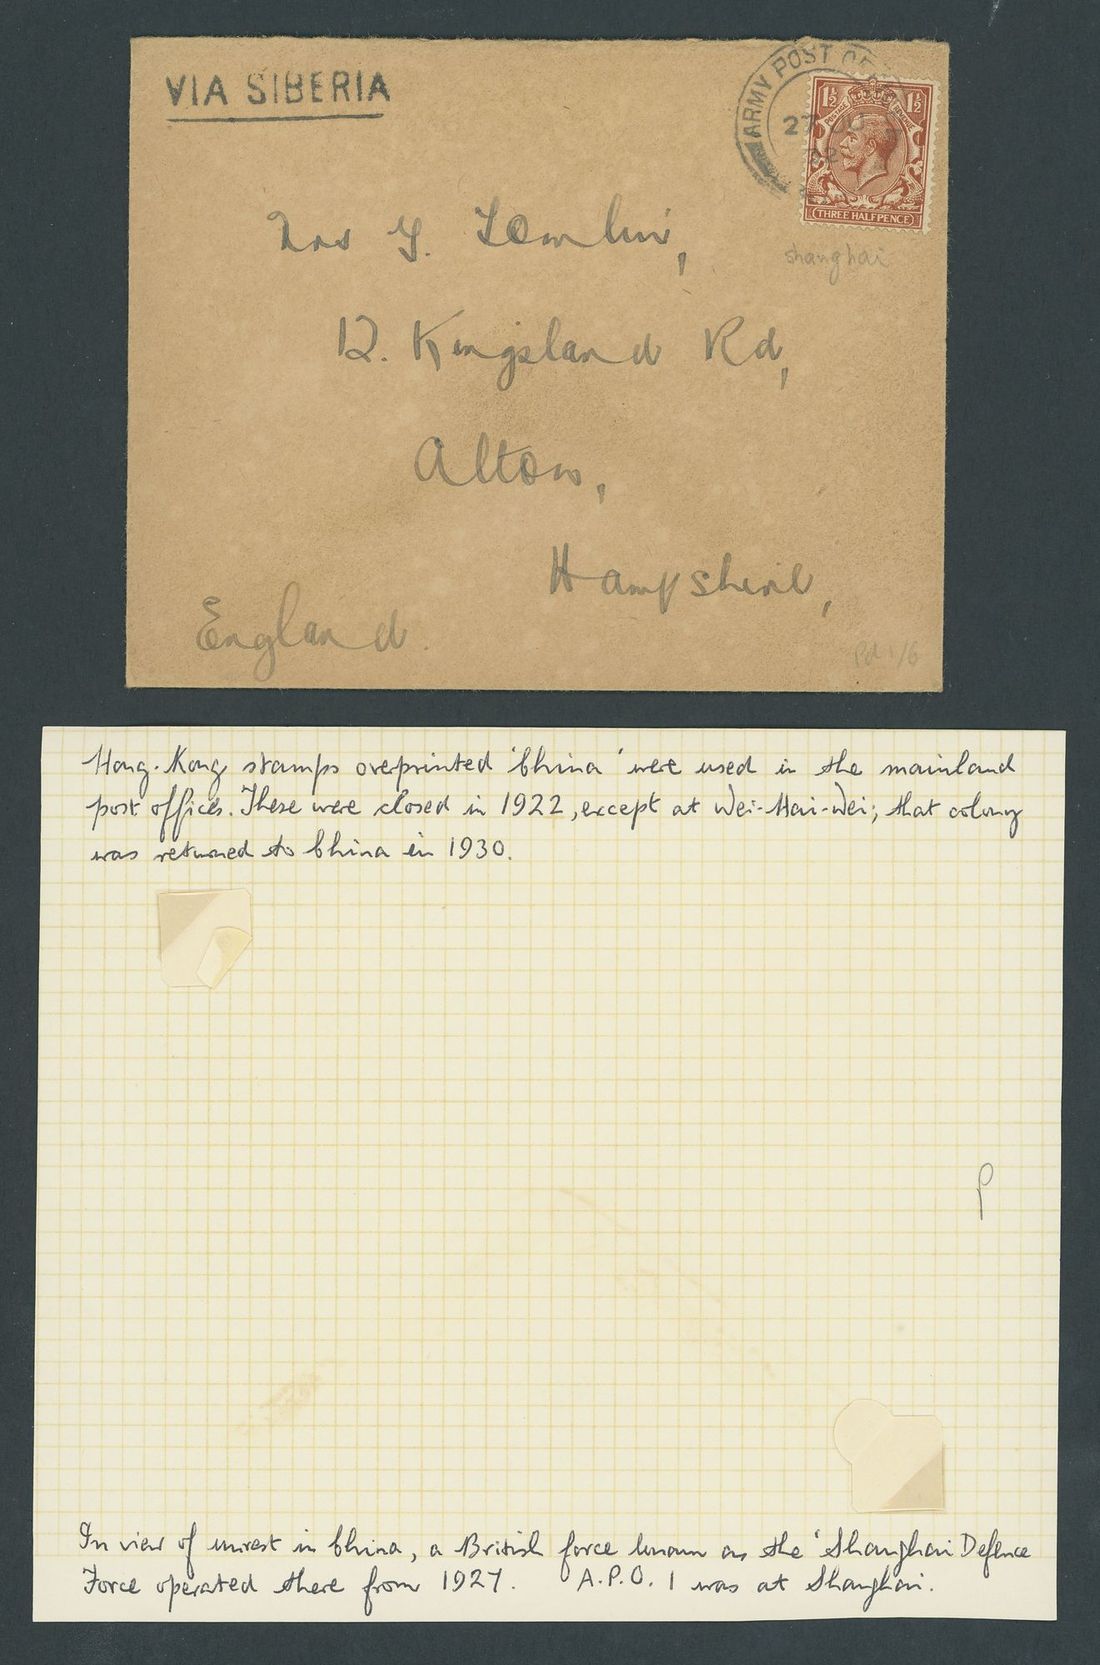 VIA SIBERIA
ARMY POST
27
1½ 1½
POSTAGE REVENUE
THREE HALFPENCE
shanghai
Mrs G. Tomlin,
12. Kingsland Rd,
Alton,
Hampshire,
England.
Pd 1/6
Hong-Kong stamps overprinted 'China' were used in the mainland
post offices. These were closed in 1922, except at Wei-Hai-Wei; that colony
was returned to China in 1930.
P
In view of unrest in China, a British force known as the 'Shanghai Defence
Force operated there from 1927. A.P.O. 1 was at Shanghai.